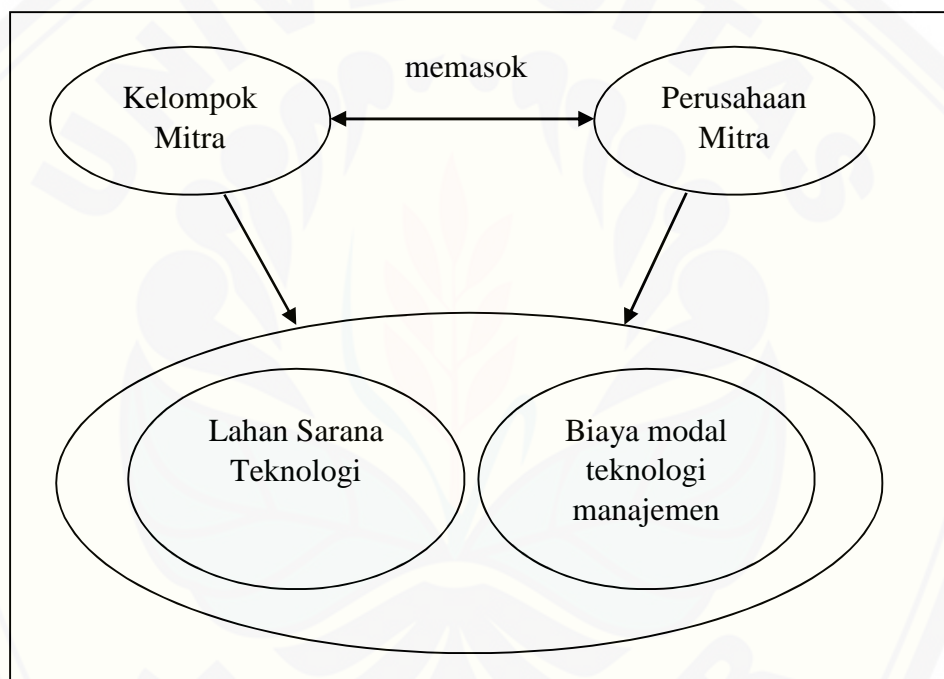 memasok
Kelompok
Mitra
Perusahaan
Mitra
Lahan Sarana
Teknologi
Biaya modal
teknologi
manajemen